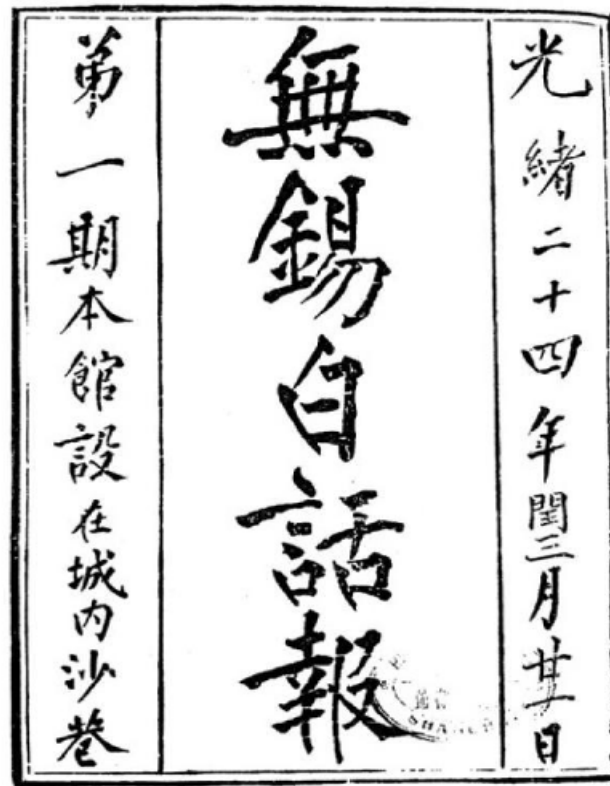 光緒二十四年閏三月廿一日
無錫白話報
第一期本館設在城內沙巷